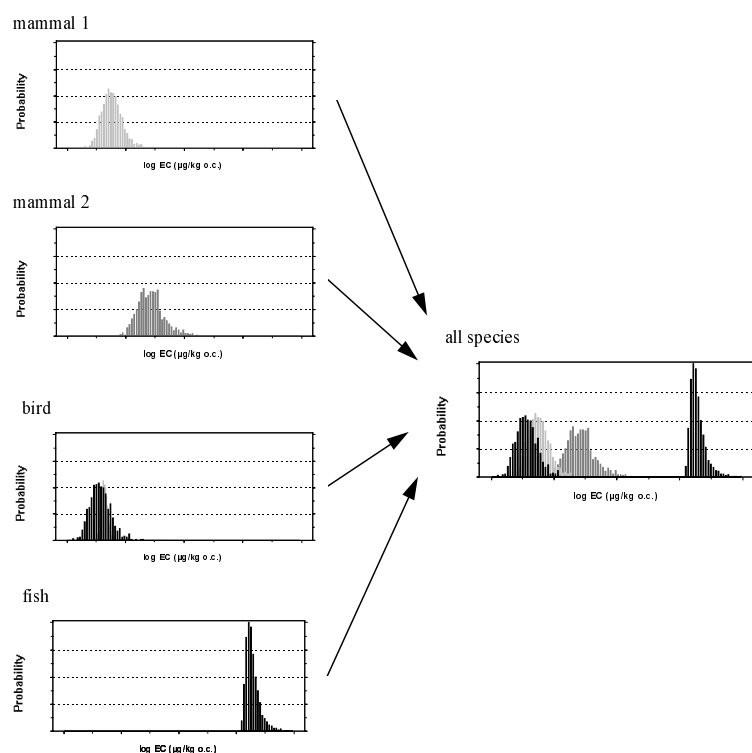 mammal 1
Probability
log EC (µg/kg o.c.)
mammal 2
Probability
log EC (µg/kg o.c.)
bird
Probability
log EC (µg/kg o.c.)
fish
Probability
log EC (µg/kg o.c.)
all species
Probability
log EC (µg/kg o.c.)